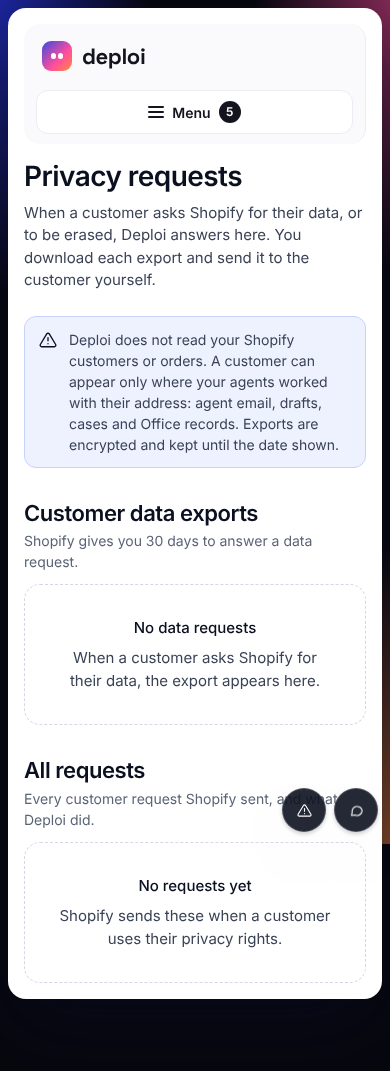 deploi
Menu 5
Privacy requests
When a customer asks Shopify for their data, or
to be erased, Deploi answers here. You
download each export and send it to the
customer yourself.
Deploi does not read your Shopify
customers or orders. A customer can
appear only where your agents worked
with their address: agent email, drafts,
cases and Office records. Exports are
encrypted and kept until the date shown.
Customer data exports
Shopify gives you 30 days to answer a data
request.
No data requests
When a customer asks Shopify for
their data, the export appears here.
All requests
Every customer request Shopify sent, and what
Deploi did.
No requests yet
Shopify sends these when a customer
uses their privacy rights.